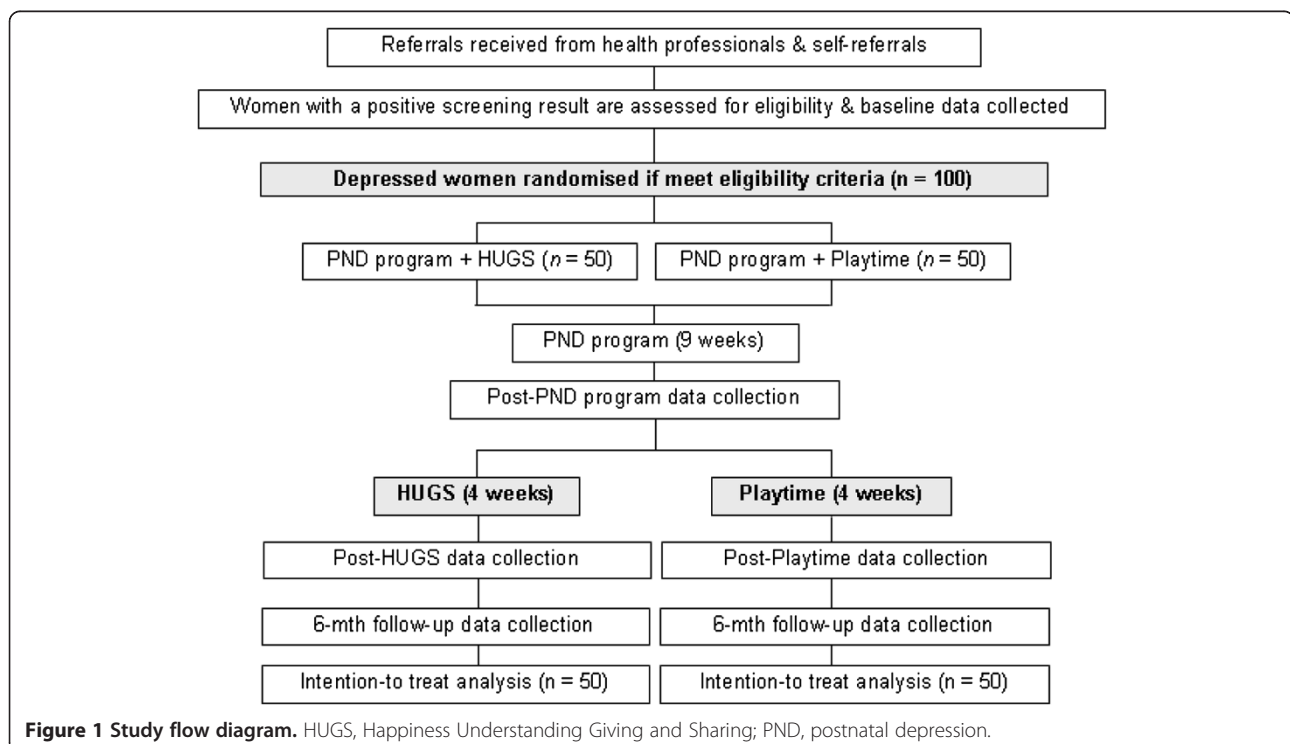 Referrals received from health professionals & self-referrals
Women with a positive screening result are assessed for eligibility & baseline data collected
Depressed women randomised if meet eligibility criteria (n = 100)
PND program + HUGS (n = 50)
PND program + Playtime (n = 50)
PND program (9 weeks)
Post-PND program data collection
HUGS (4 weeks)
Playtime (4 weeks)
Post-HUGS data collection
Post-Playtime data collection
6-mth follow-up data collection
6-mth follow-up data collection
Intention-to treat analysis (n = 50)
Intention-to treat analysis (n = 50)
Figure 1 Study flow diagram. HUGS, Happiness Understanding Giving and Sharing; PND, postnatal depression.